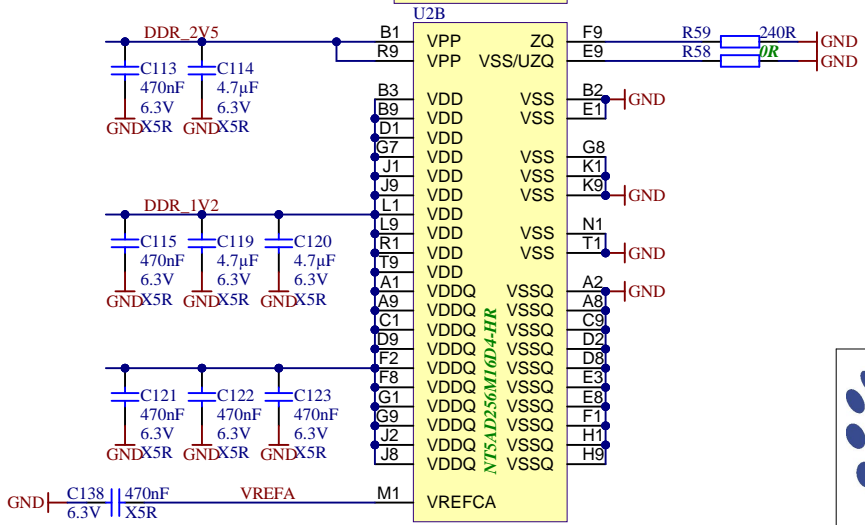 U2B
DDR_2V5
B1 VPP ZQ F9 R59 240R GND
R9 VPP VSS/UZQ E9 R58 0R GND
C113 C114
470nF 4.7µF
6.3V 6.3V
GND X5R GND X5R
B3 VDD VSS B2 GND
B9 VDD VSS E1
D1 VDD
G7 VDD VSS G8
J1 VDD VSS K1
J9 VDD VSS K9 GND
DDR_1V2
L1 VDD
L9 VDD VSS N1
R1 VDD VSS T1 GND
T9 VDD
C115 C119 C120
470nF 4.7µF 4.7µF
6.3V 6.3V 6.3V
GND X5R GND X5R GND X5R
A1 VDDQ VSSQ A2 GND
A9 VDDQ VSSQ A8
C1 VDDQ VSSQ C9
D9 VDDQ VSSQ D2
F2 VDDQ VSSQ D8
F8 VDDQ VSSQ E3
G1 VDDQ VSSQ E8
G9 VDDQ VSSQ F1
J2 VDDQ VSSQ H1
J8 VDDQ VSSQ H9
NT5AD256M16D4-HR
C121 C122 C123
470nF 470nF 470nF
6.3V 6.3V 6.3V
GND X5R GND X5R GND X5R
GND C138 470nF VREFA M1 VREFCA
6.3V X5R